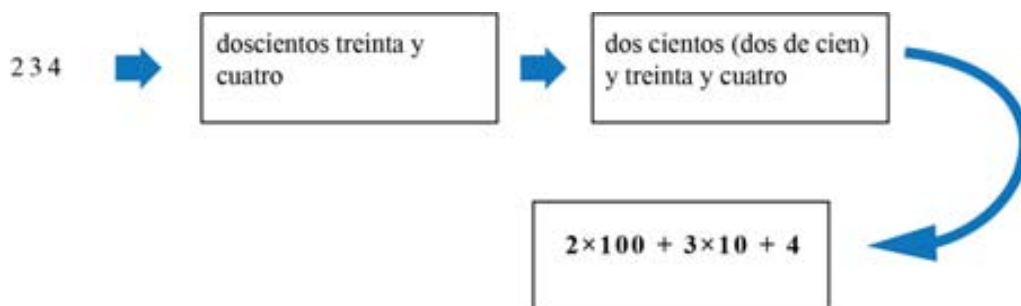 2 3 4
doscientos treinta y
cuatro
dos cientos (dos de cien)
y treinta y cuatro
2×100 + 3×10 + 4